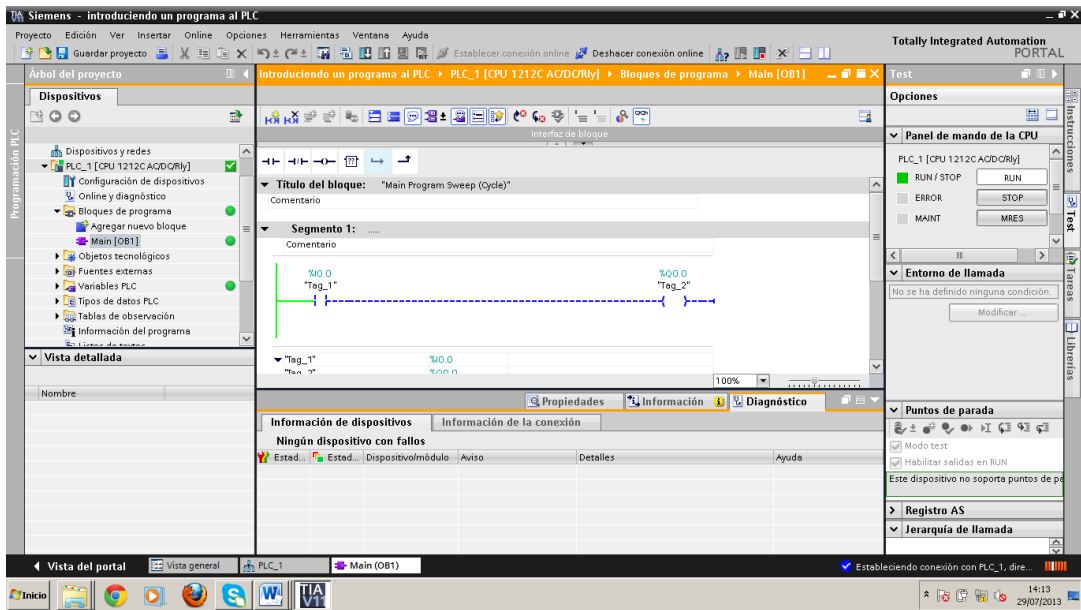 Siemens - introduciendo un programa al PLC
Proyecto Edición Ver Insertar Online Opciones Herramientas Ventana Ayuda
Guardar proyecto
Establecer conexión online
Deshacer conexión online
Totally Integrated Automation
PORTAL
Árbol del proyecto
introduciendo un programa al PLC
PLC_1 [CPU 1212C AC/DC/Rly]
Bloques de programa
Main [OB1]
Test
Dispositivos
Opciones
Programación PLC
Dispositivos y redes
PLC_1 [CPU 1212C AC/DC/Rly]
Configuración de dispositivos
Online y diagnóstico
Bloques de programa
Agregar nuevo bloque
Main [OB1]
Objetos tecnológicos
Fuentes externas
Variables PLC
Tipos de datos PLC
Tablas de observación
Información del programa
Listas de textos
Vista detallada
Nombre
Interfaz de bloque
Título del bloque: "Main Program Sweep (Cycle)"
Comentario
Segmento 1: .....
Comentario
%I0.0
"Tag_1"
%Q0.0
"Tag_2"
"Tag_1" %I0.0
"Tag_2" %Q0.0
100%
Propiedades
Información
Diagnóstico
Información de dispositivos
Información de la conexión
Ningún dispositivo con fallos
Estad... Estad... Dispositivo/módulo Aviso Detalles Ayuda
Panel de mando de la CPU
PLC_1 [CPU 1212C AC/DC/Rly]
RUN / STOP RUN
ERROR STOP
MAINT MRES
Entorno de llamada
No se ha definido ninguna condición.
Modificar ...
Puntos de parada
Modo test
Habilitar salidas en RUN
Este dispositivo no soporta puntos de pa
Registro AS
Jerarquía de llamada
Instrucciones
Test
Tareas
Librerías
Vista del portal
Vista general
PLC_1
Main (OB1)
Estableciendo conexión con PLC_1, dire...
Inicio
TIA
V11
14:13
29/07/2013